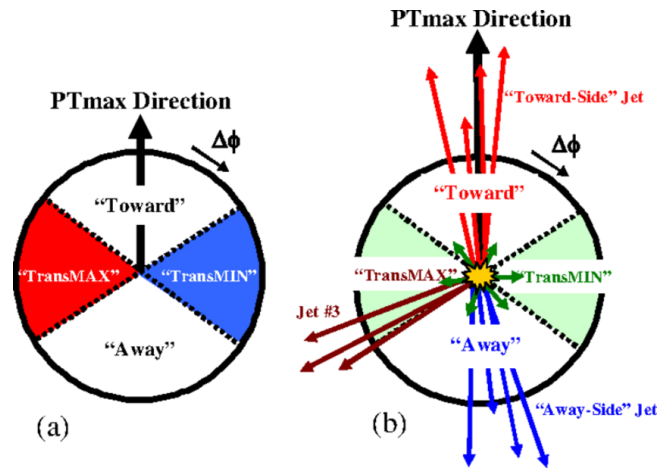 PTmax Direction
Δϕ
“Toward”
“TransMAX”
“TransMIN”
“Away”
(a)
PTmax Direction
“Toward-Side” Jet
Δϕ
“Toward”
“TransMAX”
“TransMIN”
Jet #3
“Away”
“Away-Side” Jet
(b)